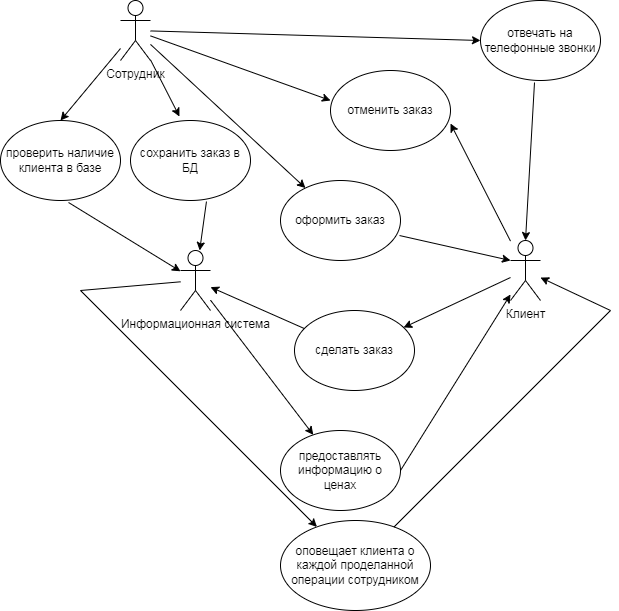 отвечать на
телефонные звонки
Сотрудник
отменить заказ
проверить наличие
клиента в базе
сохранить заказ в
БД
оформить заказ
Информационная система
Клиент
сделать заказ
предоставлять
информацию о
ценах
оповещает клиента о
каждой проделанной
операции сотрудником